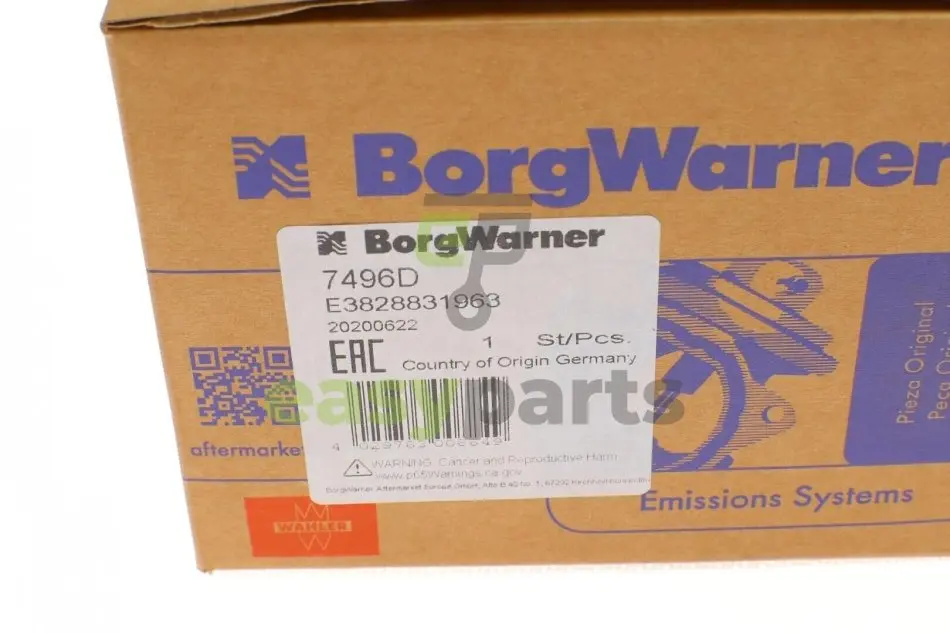 BorgWarner
BorgWarner
7496D
E3828831963
20200622
1 St/Pcs.
EAC
Country of Origin Germany
easyparts
WARNING: Cancer and Reproductive Harm
www.p65Warnings.ca.gov
aftermarke
WAHLER
Emissions Systems
Pieza Original